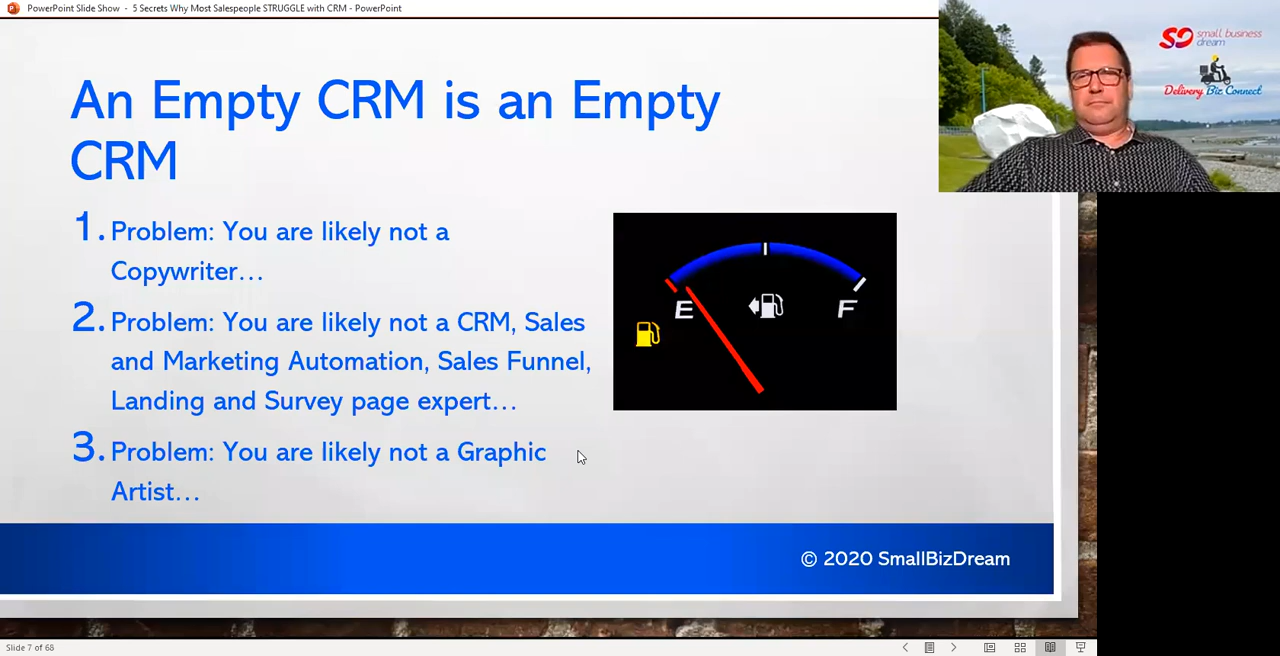 PowerPoint Slide Show - 5 Secrets Why Most Salespeople STRUGGLE with CRM - PowerPoint
small business
dream
Delivery Biz Connect
An Empty CRM is an Empty
CRM
1. Problem: You are likely not a
Copywriter...
2. Problem: You are likely not a CRM, Sales
and Marketing Automation, Sales Funnel,
Landing and Survey page expert...
3. Problem: You are likely not a Graphic
Artist...
E F
© 2020 SmallBizDream
Slide 7 of 68